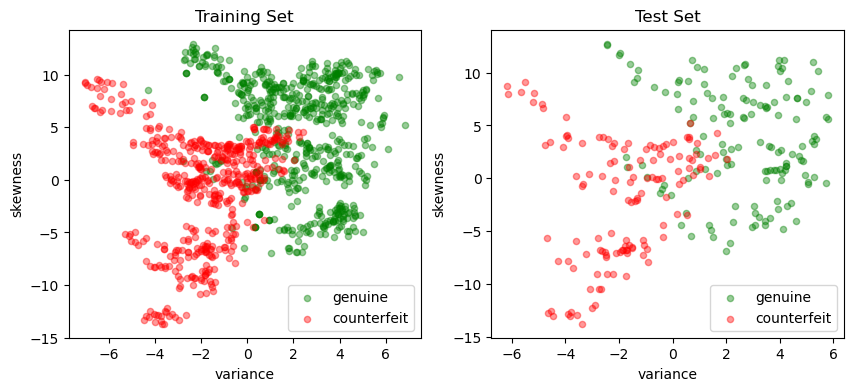 Training Set
10
5
0
−5
−10
−15
skewness
−6 −4 −2 0 2 4 6
variance
genuine
counterfeit
Test Set
10
5
0
−5
−10
−15
skewness
−6 −4 −2 0 2 4 6
variance
genuine
counterfeit